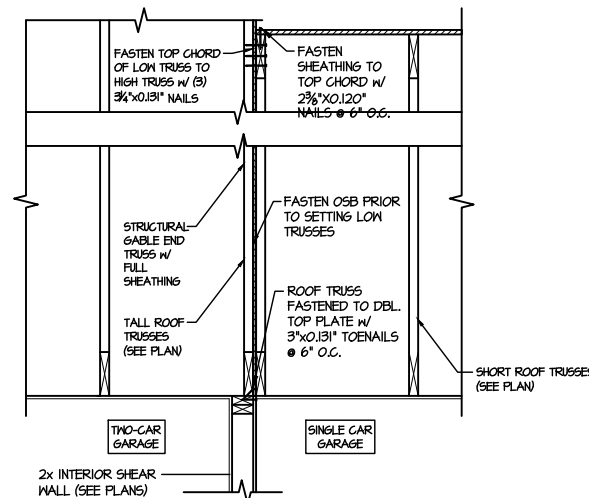 FASTEN TOP CHORD
OF LOW TRUSS TO
HIGH TRUSS W/ (3)
3¼"X0.131" NAILS
FASTEN
SHEATHING TO
TOP CHORD W/
2⅜"X0.120"
NAILS @ 6" O.C.
STRUCTURAL
GABLE END
TRUSS W/
FULL
SHEATHING
FASTEN OSB PRIOR
TO SETTING LOW
TRUSSES
TALL ROOF
TRUSSES
(SEE PLAN)
ROOF TRUSS
FASTENED TO DBL.
TOP PLATE W/
3"X0.131" TOENAILS
@ 6" O.C.
SHORT ROOF TRUSSES
(SEE PLAN)
TWO-CAR
GARAGE
SINGLE CAR
GARAGE
2x INTERIOR SHEAR
WALL (SEE PLANS)